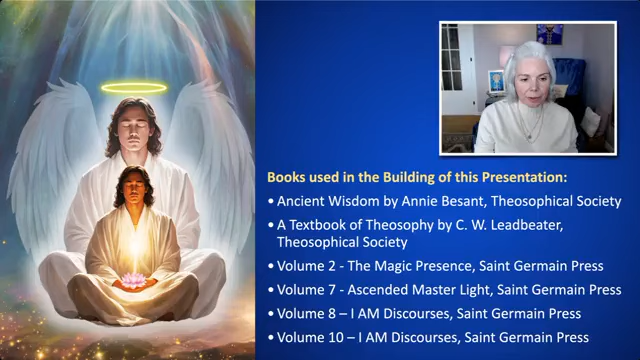 Books used in the Building of this Presentation:
• Ancient Wisdom by Annie Besant, Theosophical Society
• A Textbook of Theosophy by C. W. Leadbeater,
Theosophical Society
• Volume 2 - The Magic Presence, Saint Germain Press
• Volume 7 - Ascended Master Light, Saint Germain Press
• Volume 8 – I AM Discourses, Saint Germain Press
• Volume 10 – I AM Discourses, Saint Germain Press